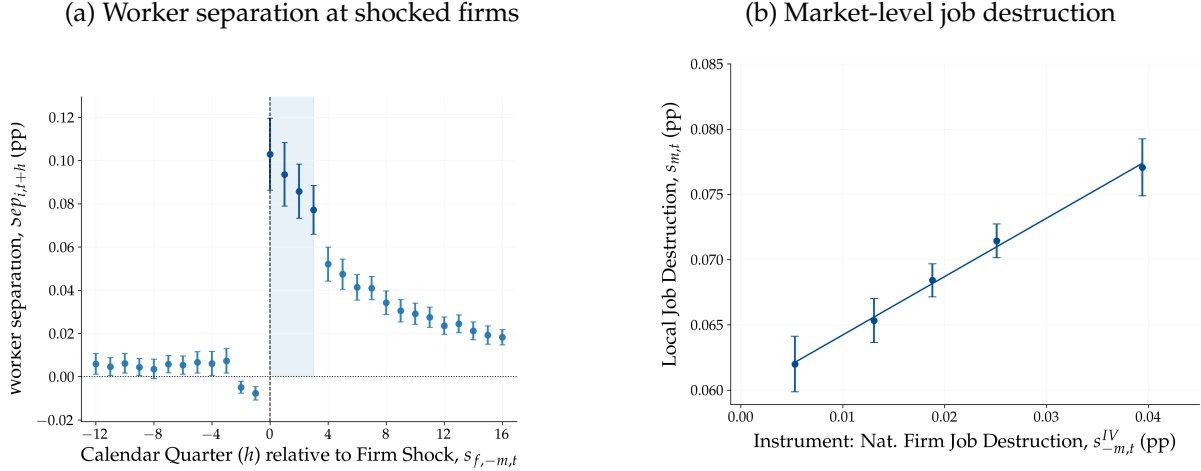 (a) Worker separation at shocked firms
Worker separation, Sep_{i,t+h} (pp)
0.12
0.10
0.08
0.06
0.04
0.02
0.00
−0.02
−12 −8 −4 0 4 8 12 16
Calendar Quarter (h) relative to Firm Shock, s_{f,−m,t}
(b) Market-level job destruction
Local Job Destruction, s_{m,t} (pp)
0.085
0.080
0.075
0.070
0.065
0.060
0.00 0.01 0.02 0.03 0.04
Instrument: Nat. Firm Job Destruction, s^{IV}_{−m,t} (pp)